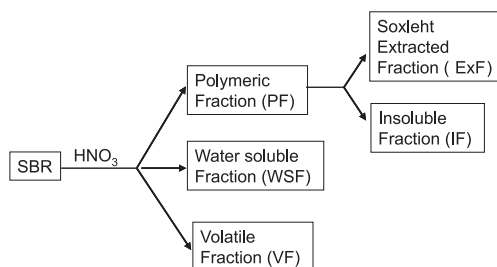 Soxleht
Extracted
Fraction ( ExF)
Polymeric
Fraction (PF)
Insoluble
Fraction (IF)
HNO₃
SBR
Water soluble
Fraction (WSF)
Volatile
Fraction (VF)